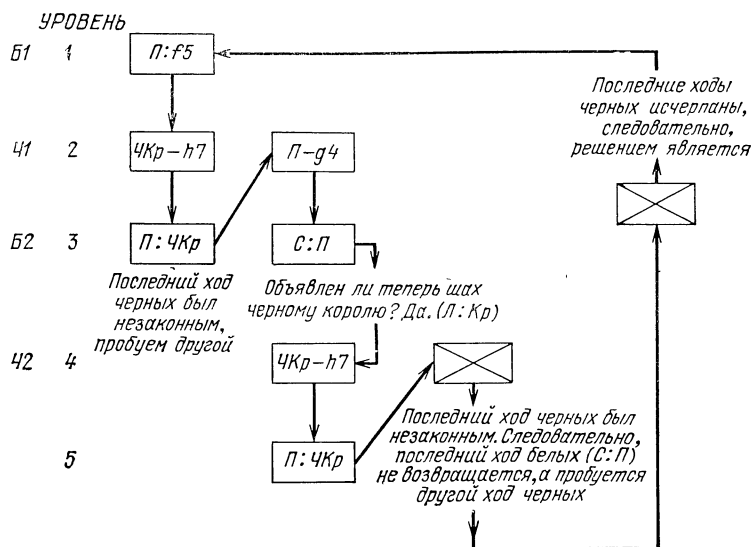 УРОВЕНЬ
Б1 1 П:f5
Последние ходы
черных исчерпаны,
следовательно,
решением является
Ч1 2 ЧКр–h7 П–g4
Б2 3 П:ЧКр С:П
Последний ход
черных был
незаконным,
пробуем другой
Объявлен ли теперь шах
черному королю? Да. (Л:Кр)
Ч2 4 ЧКр–h7
Последний ход черных был
незаконным. Следовательно,
последний ход белых (С:П)
не возвращается, а пробуется
другой ход черных
5 П:ЧКр